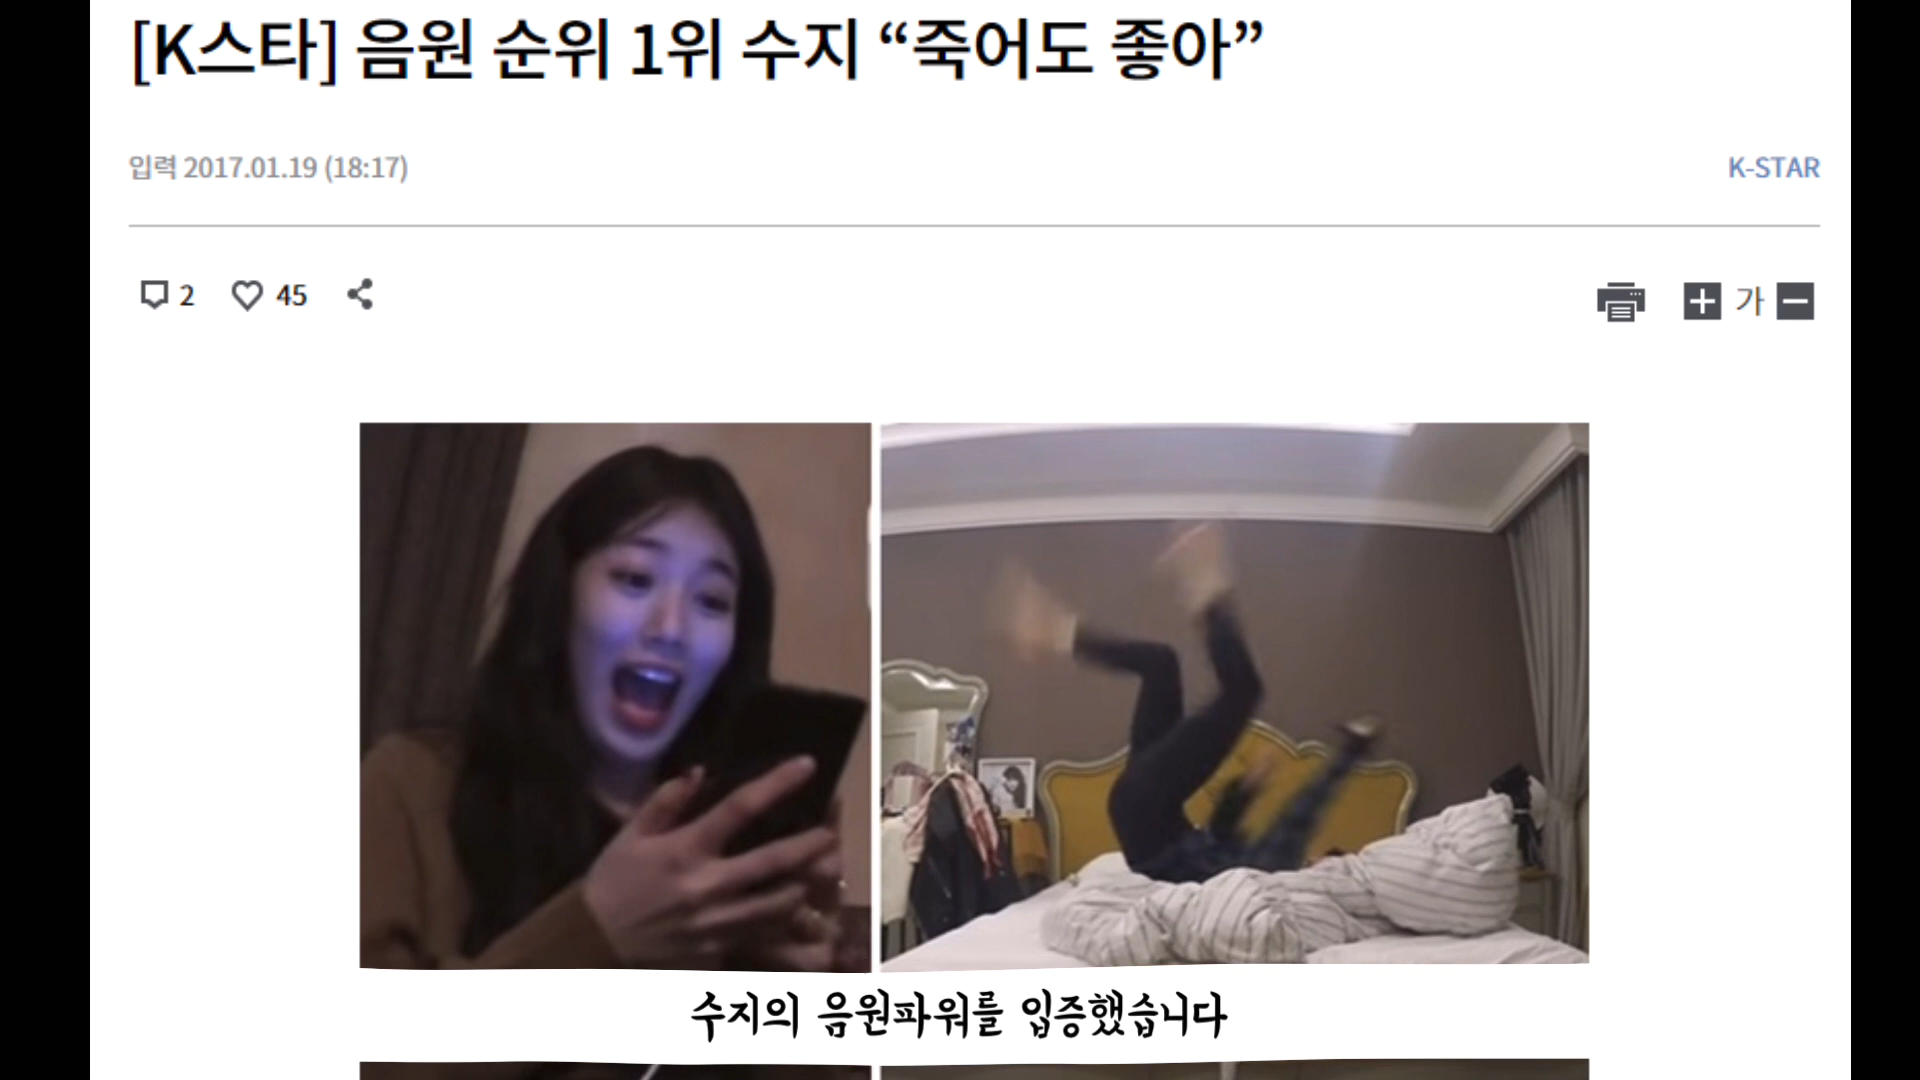 [K스타] 음원 순위 1위 수지 “죽어도 좋아”
입력 2017.01.19 (18:17)
K-STAR
2
45
가
수지의 음원파워를 입증했습니다